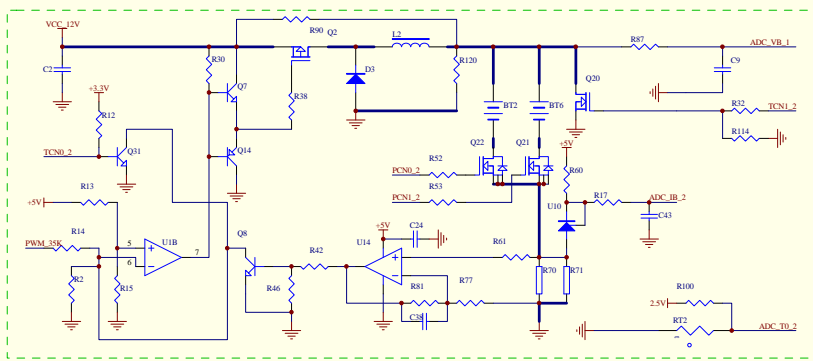 VCC_12V
R90
Q2
L2
R87
ADC_VB_1
C2
R30
D3
R120
C9
+3.3V
Q7
R38
BT2
BT6
Q20
R12
R32
TCN1_2
TCN0_2
Q31
Q14
Q22
Q21
+5V
R114
PCN0_2
R52
R60
R13
R53
PCN1_2
R17
ADC_IB_2
+5V
U10
C43
R14
PWM_35K
5
U1B
7
6
Q8
R42
U14
+5V
C24
R61
R2
R15
R46
R81
R77
R70
R71
C38
R100
2.5V
RT2
ADC_T0_2